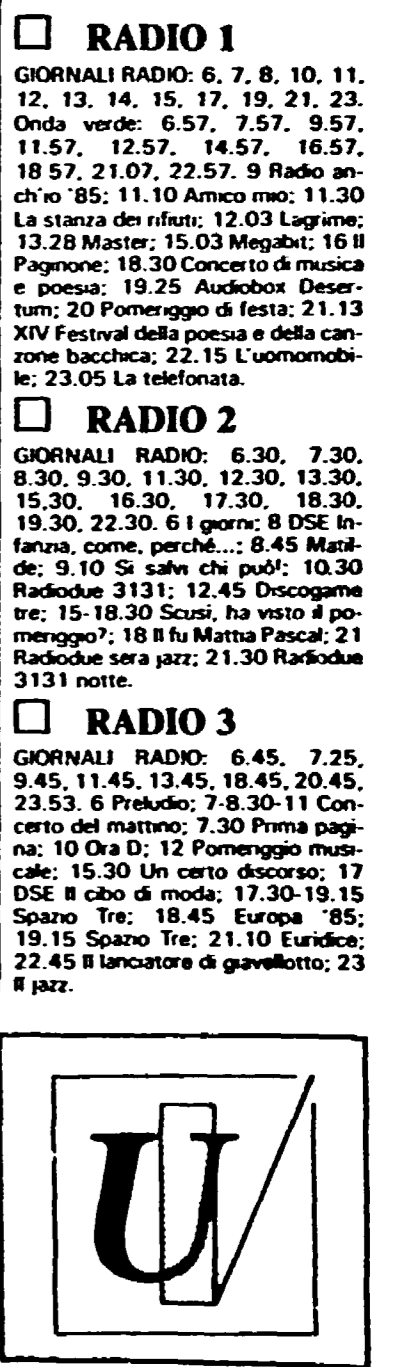 RADIO 1
GIORNALI RADIO: 6, 7, 8, 10, 11,
12, 13, 14, 15, 17, 19, 21, 23.
Onda verde: 6.57, 7.57, 9.57,
11.57, 12.57, 14.57, 16.57,
18 57, 21.07, 22.57. 9 Radio an-
ch'io '85; 11.10 Amico mio; 11.30
La stanza dei rifiuti; 12.03 Lagrime;
13.28 Master; 15.03 Megabit; 16 Il
Paginone; 18.30 Concerto di musica
e poesia; 19.25 Audiobox Deser-
tum; 20 Pomeriggio di festa; 21.13
XIV Festival della poesia e della can-
zone bacchica; 22.15 L'uomomobi-
le; 23.05 La telefonata.
RADIO 2
GIORNALI RADIO: 6.30, 7.30,
8.30, 9.30, 11.30, 12.30, 13.30,
15,30, 16.30, 17.30, 18.30,
19.30, 22.30. 6 I giorni; 8 DSE In-
fanzia, come, perché...; 8.45 Matil-
de; 9.10 Si salvi chi può!; 10.30
Radiodue 3131; 12.45 Discogame
tre; 15-18.30 Scusi, ha visto il po-
meriggio?; 18 Il fu Mattia Pascal; 21
Radiodue sera jazz; 21.30 Radiodue
3131 notte.
RADIO 3
GIORNALI RADIO: 6.45, 7.25,
9.45, 11.45, 13.45, 18.45, 20.45,
23.53. 6 Preludio; 7-8.30-11 Con-
certo del mattino; 7.30 Prima pagi-
na; 10 Ora D; 12 Pomeriggio musi-
cale; 15.30 Un certo discorso; 17
DSE Il cibo di moda; 17.30-19.15
Spazio Tre; 18.45 Europa '85;
19.15 Spazio Tre; 21.10 Euridice;
22.45 Il lanciatore di giavellotto; 23
Il jazz.
U